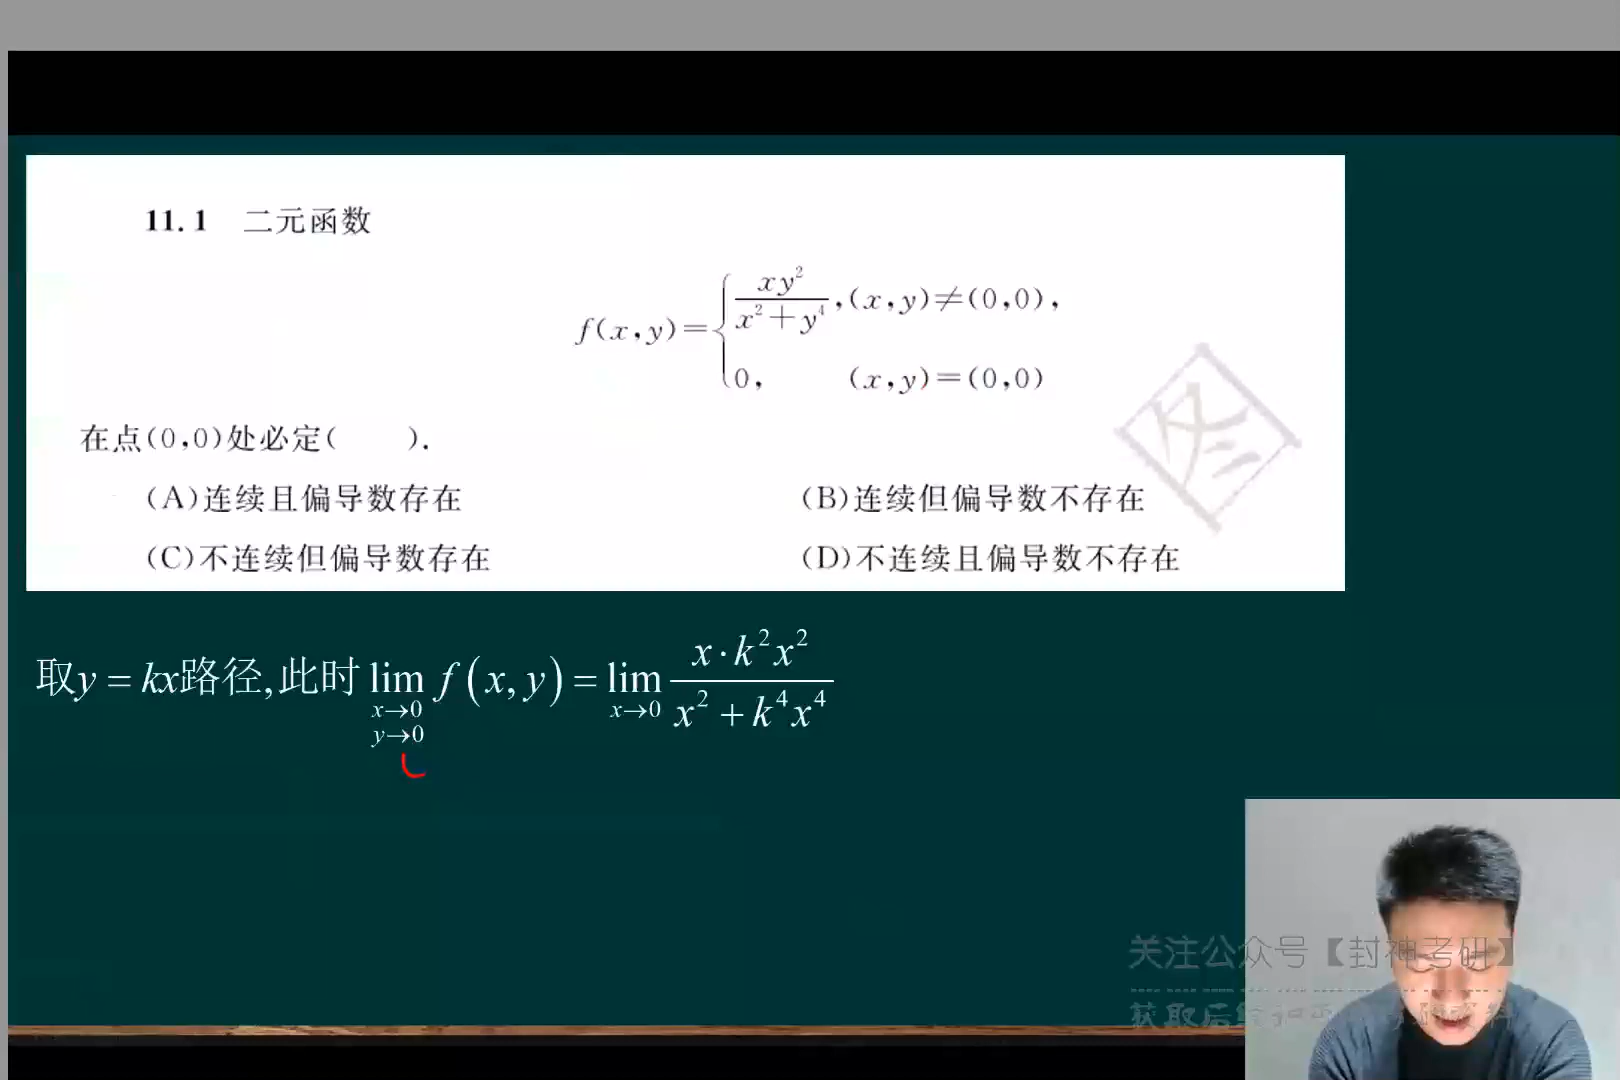 11.1 二元函数
f(x,y)={ xy²/(x²+y⁴), (x,y)≠(0,0),
0, (x,y)=(0,0)
在点(0,0)处必定( ).
(A)连续且偏导数存在
(B)连续但偏导数不存在
(C)不连续但偏导数存在
(D)不连续且偏导数不存在
取y = kx路径,此时 lim x→0 y→0 f(x,y) = lim x→0 (x·k²x²)/(x²+k⁴x⁴)
关注公众号【封神考研】